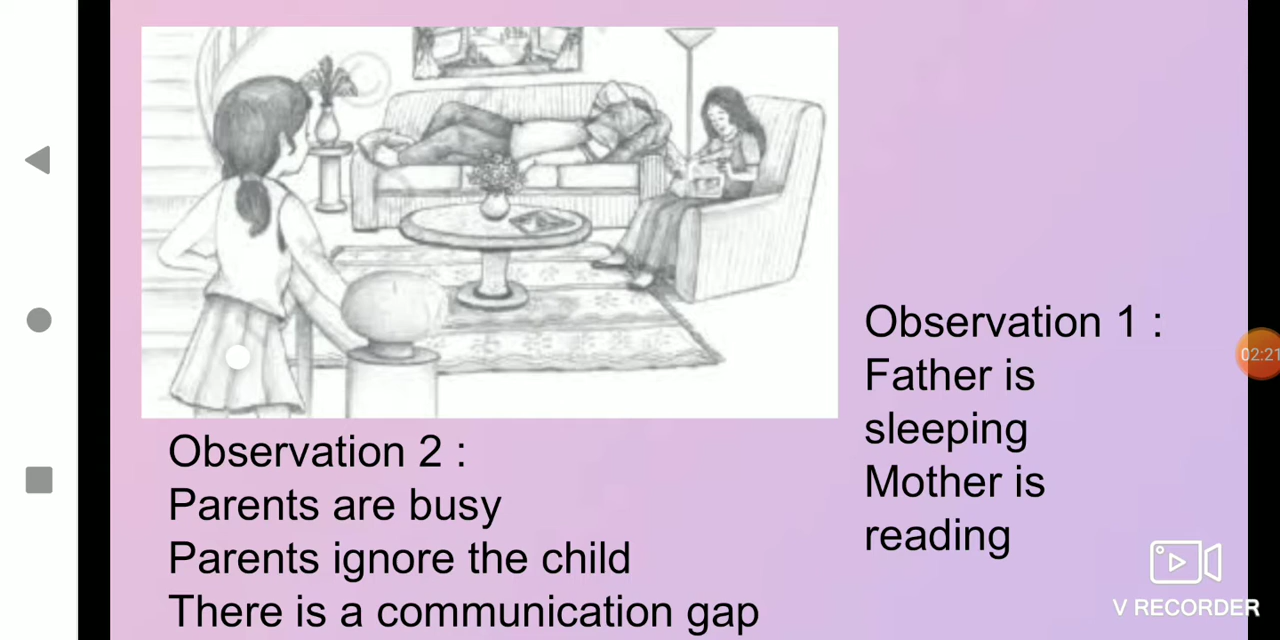 Observation 1 :
Father is
sleeping
Mother is
reading
Observation 2 :
Parents are busy
Parents ignore the child
There is a communication gap
02:21
V RECORDER